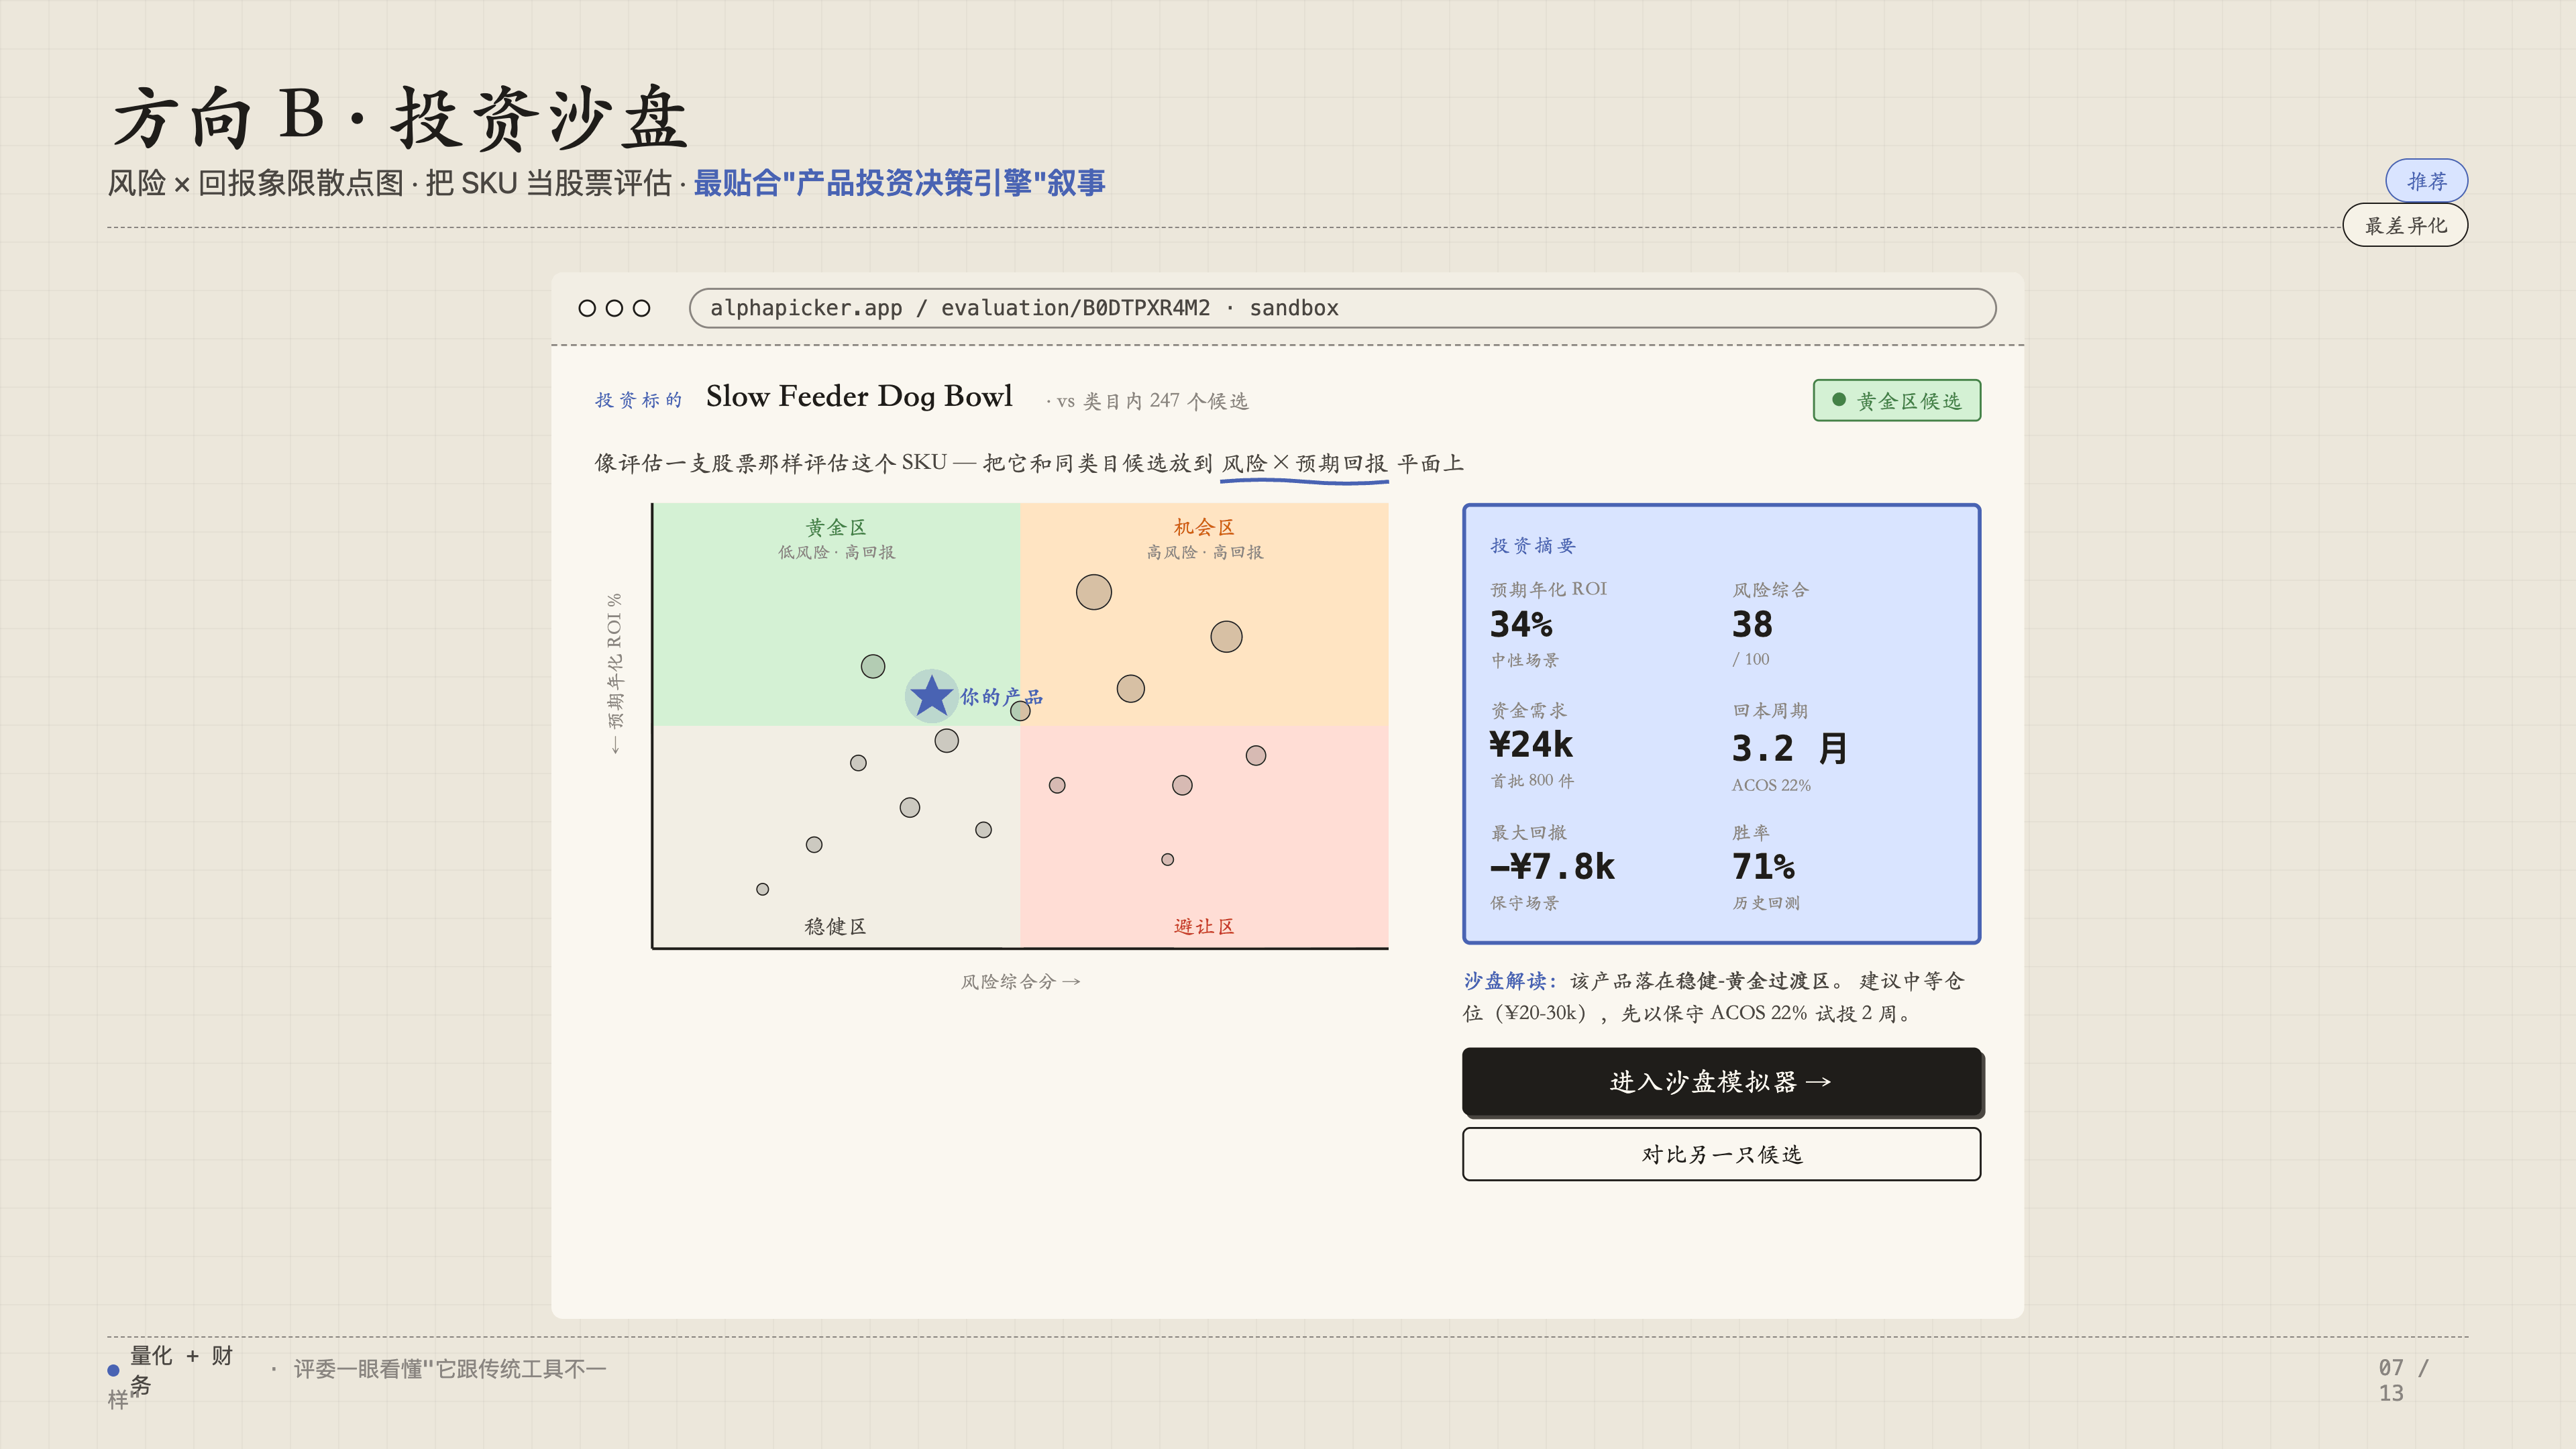 方向 B · 投资沙盘
风险 × 回报象限散点图 · 把 SKU 当股票评估 · 最贴合"产品投资决策引擎"叙事
推荐
最差异化
alphapicker.app / evaluation/B0DTPXR4M2 · sandbox
投资标的 Slow Feeder Dog Bowl · vs 类目内 247 个候选
黄金区候选
像评估一支股票那样评估这个 SKU — 把它和同类目候选放到 风险 × 预期回报 平面上
← 预期年化 ROI %
黄金区
低风险 · 高回报
机会区
高风险 · 高回报
你的产品
稳健区
避让区
风险综合分 →
投资摘要
预期年化 ROI
34%
中性场景
风险综合
38
/ 100
资金需求
¥24k
首批 800 件
回本周期
3.2 月
ACOS 22%
最大回撤
−¥7.8k
保守场景
胜率
71%
历史回测
沙盘解读：该产品落在稳健-黄金过渡区。 建议中等仓
位（¥20-30k），先以保守 ACOS 22% 试投 2 周。
进入沙盘模拟器 →
对比另一只候选
量化 + 财
务
· 评委一眼看懂"它跟传统工具不一
样"
07 /
13